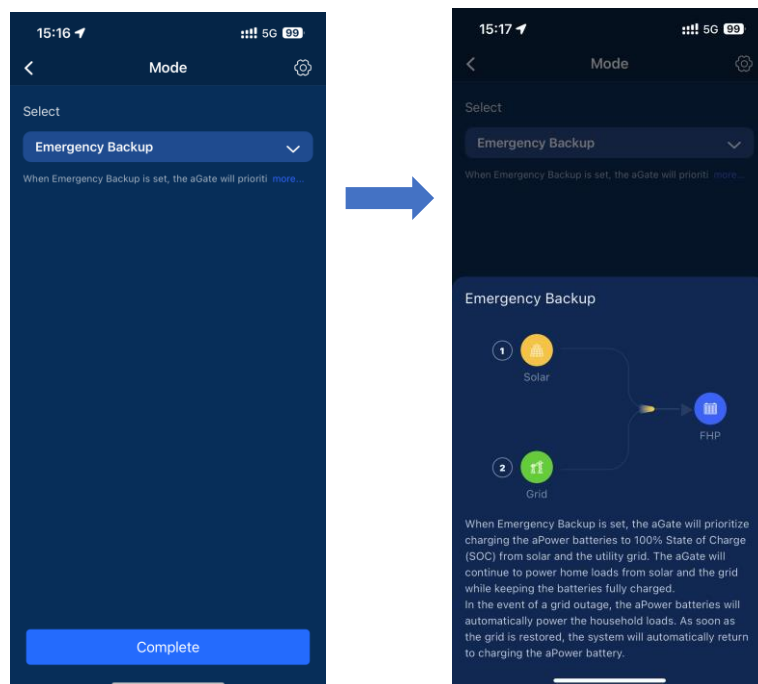 15:16
5G 99
Mode
Select
Emergency Backup
When Emergency Backup is set, the aGate will prioriti more...
Complete
15:17
5G 99
Mode
Select
Emergency Backup
When Emergency Backup is set, the aGate will prioriti more...
Emergency Backup
1
Solar
FHP
2
Grid
When Emergency Backup is set, the aGate will prioritize
charging the aPower batteries to 100% State of Charge
(SOC) from solar and the utility grid. The aGate will
continue to power home loads from solar and the grid
while keeping the batteries fully charged.
In the event of a grid outage, the aPower batteries will
automatically power the household loads. As soon as
the grid is restored, the system will automatically return
to charging the aPower battery.